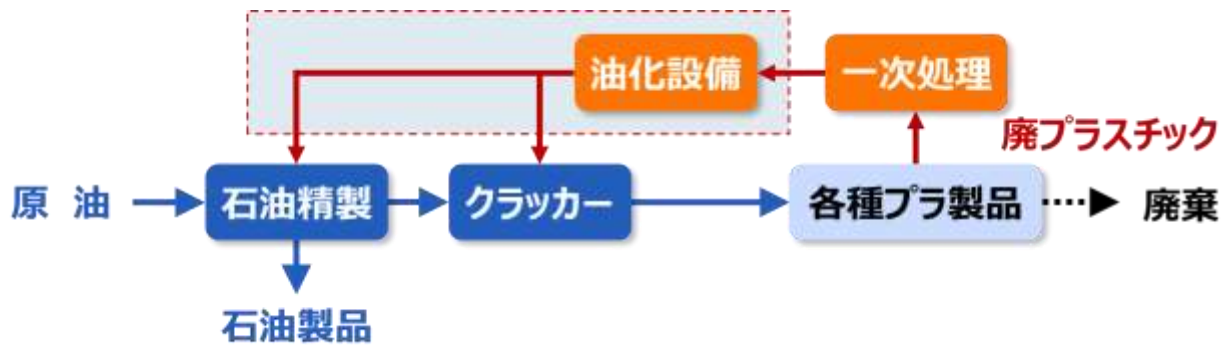 油化設備
一次処理
廃プラスチック
原 油
石油精製
クラッカー
各種プラ製品
廃棄
石油製品